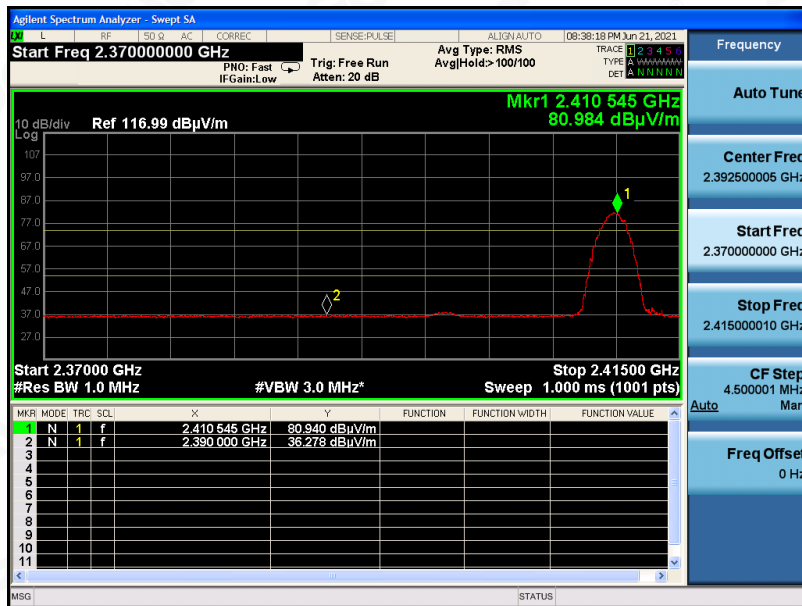 Agilent Spectrum Analyzer - Swept SA
LXI L RF 50 Ω AC CORREC SENSE:PULSE ALIGN AUTO 08:38:18 PM Jun 21, 2021
Start Freq 2.370000000 GHz
PNO: Fast
IFGain:Low
Trig: Free Run
Atten: 20 dB
Avg Type: RMS
Avg|Hold:> 100/100
TRACE 1 2 3 4 5 6
TYPE A WWWWW
DET A N N N N N
Mkr1 2.410 545 GHz
80.984 dBµV/m
10 dB/div
Log
Ref 116.99 dBµV/m
107
97.0
87.0
77.0
67.0
57.0
47.0
37.0
27.0
1
2
Start 2.37000 GHz
Stop 2.41500 GHz
#Res BW 1.0 MHz
#VBW 3.0 MHz*
Sweep 1.000 ms (1001 pts)
MKR MODE TRC SCL X Y FUNCTION FUNCTION WIDTH FUNCTION VALUE
1 N 1 f 2.410 545 GHz 80.940 dBµV/m
2 N 1 f 2.390 000 GHz 36.278 dBµV/m
3
4
5
6
7
8
9
10
11
MSG
STATUS
Frequency
Auto Tune
Center Freq
2.392500005 GHz
Start Freq
2.370000000 GHz
Stop Freq
2.415000010 GHz
CF Step
4.500001 MHz
Auto Man
Freq Offset
0 Hz